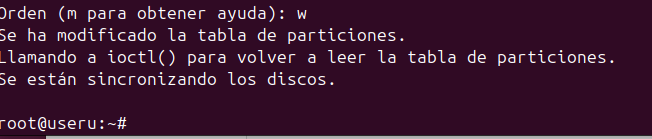 Orden (m para obtener ayuda): w
Se ha modificado la tabla de particiones.
Llamando a ioctl() para volver a leer la tabla de particiones.
Se están sincronizando los discos.
root@useru:~#